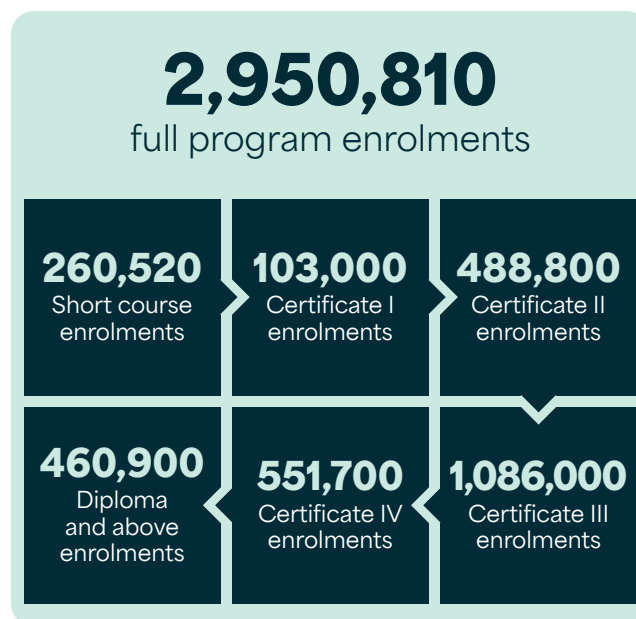 2,950,810
full program enrolments
260,520
Short course
enrolments
103,000
Certificate I
enrolments
488,800
Certificate II
enrolments
1,086,000
Certificate III
enrolments
551,700
Certificate IV
enrolments
460,900
Diploma
and above
enrolments